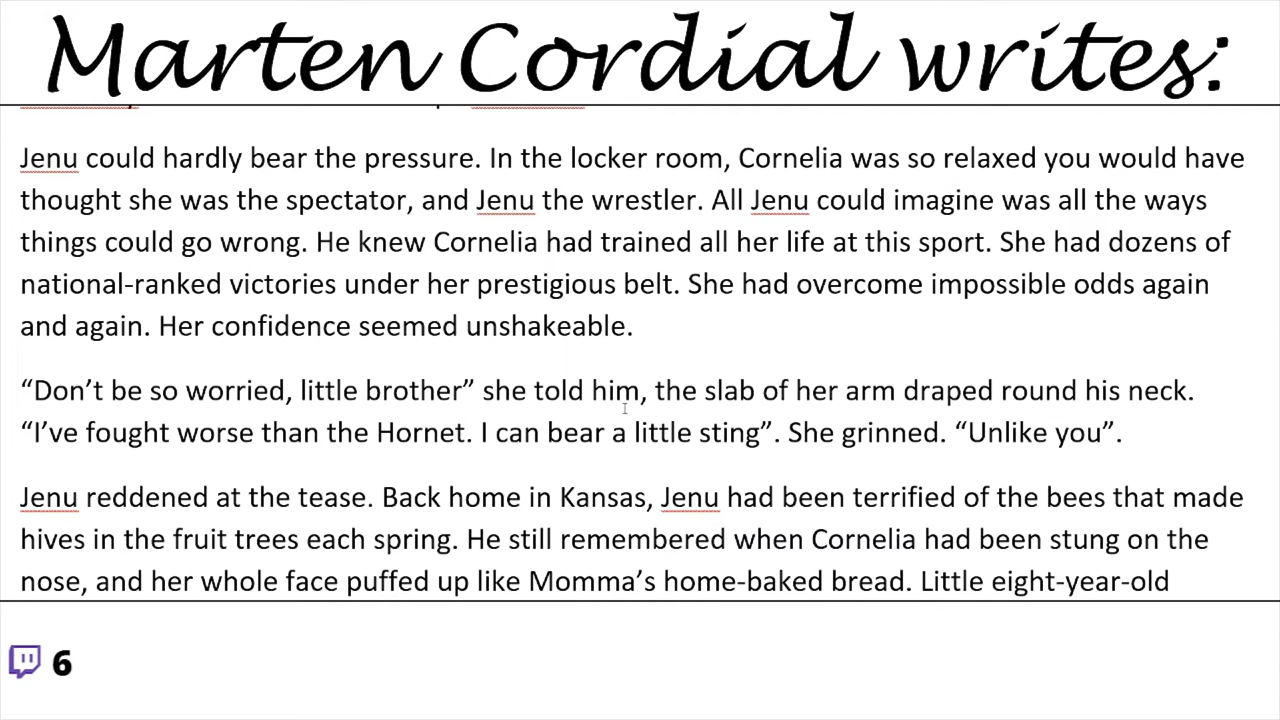 Marten Cordial writes:
Jenu could hardly bear the pressure. In the locker room, Cornelia was so relaxed you would have
thought she was the spectator, and Jenu the wrestler. All Jenu could imagine was all the ways
things could go wrong. He knew Cornelia had trained all her life at this sport. She had dozens of
national-ranked victories under her prestigious belt. She had overcome impossible odds again
and again. Her confidence seemed unshakeable.
“Don’t be so worried, little brother” she told him, the slab of her arm draped round his neck.
“I’ve fought worse than the Hornet. I can bear a little sting”. She grinned. “Unlike you”.
Jenu reddened at the tease. Back home in Kansas, Jenu had been terrified of the bees that made
hives in the fruit trees each spring. He still remembered when Cornelia had been stung on the
nose, and her whole face puffed up like Momma’s home-baked bread. Little eight-year-old
6